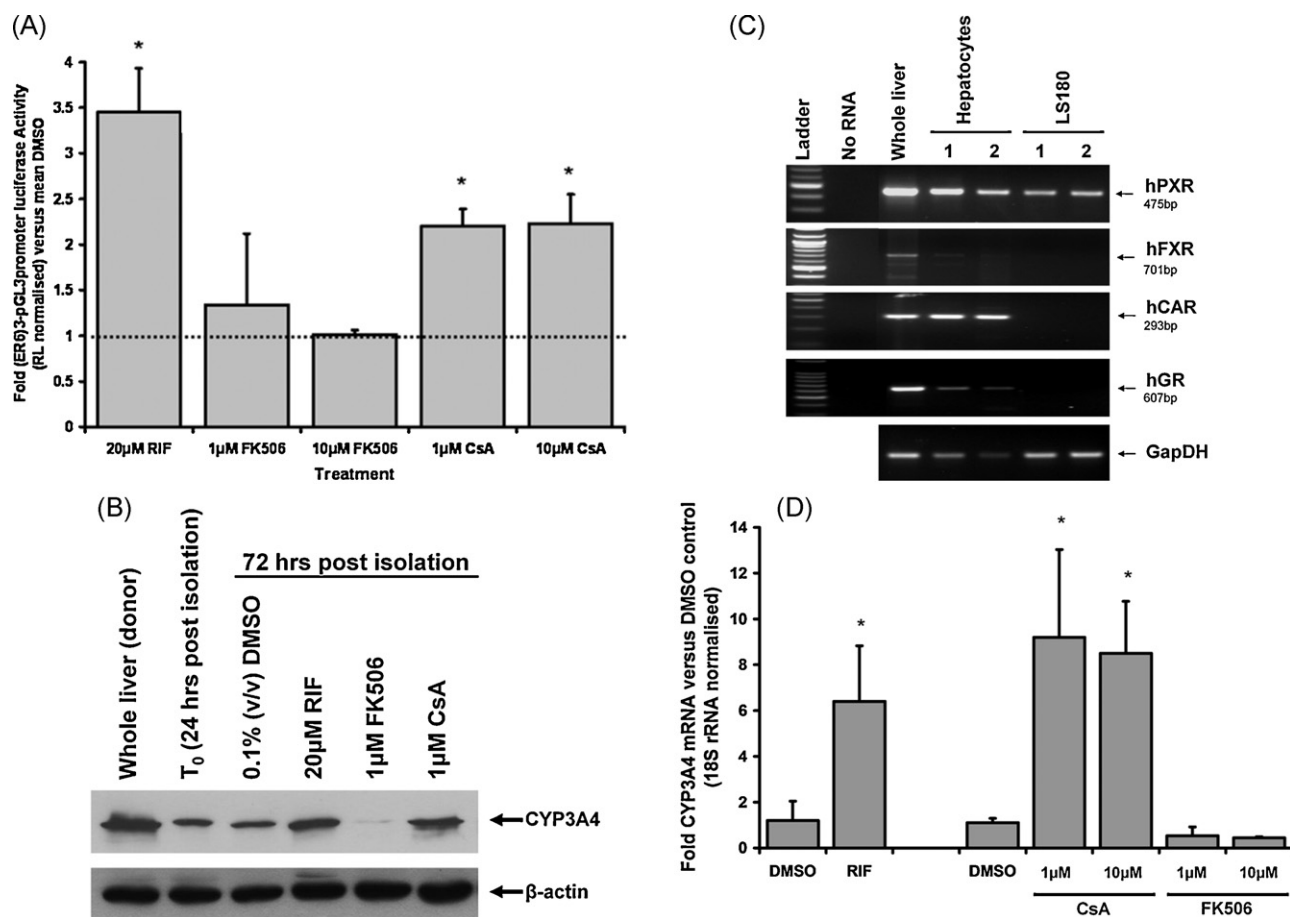 (A)
Fold (ER6)3-pGL3promoter luciferase Activity
(RL normalised) versus mean DMSO
4
3.5
3
2.5
2
1.5
1
0.5
0
*
*
*
20µM RIF 1µM FK506 10µM FK506 1µM CsA 10µM CsA
Treatment
(B)
Whole liver (donor)
T0 (24 hrs post isolation)
72 hrs post isolation
0.1% (v/v) DMSO
20µM RIF
1µM FK506
1µM CsA
CYP3A4
β-actin
(C)
Ladder
No RNA
Whole liver
Hepatocytes
LS180
1 2 1 2
hPXR
475bp
hFXR
701bp
hCAR
293bp
hGR
607bp
GapDH
(D)
Fold CYP3A4 mRNA versus DMSO control
(18S rRNA normalised)
14
12
10
8
6
4
2
0
*
*
*
DMSO RIF DMSO 1µM 10µM 1µM 10µM
CsA FK506